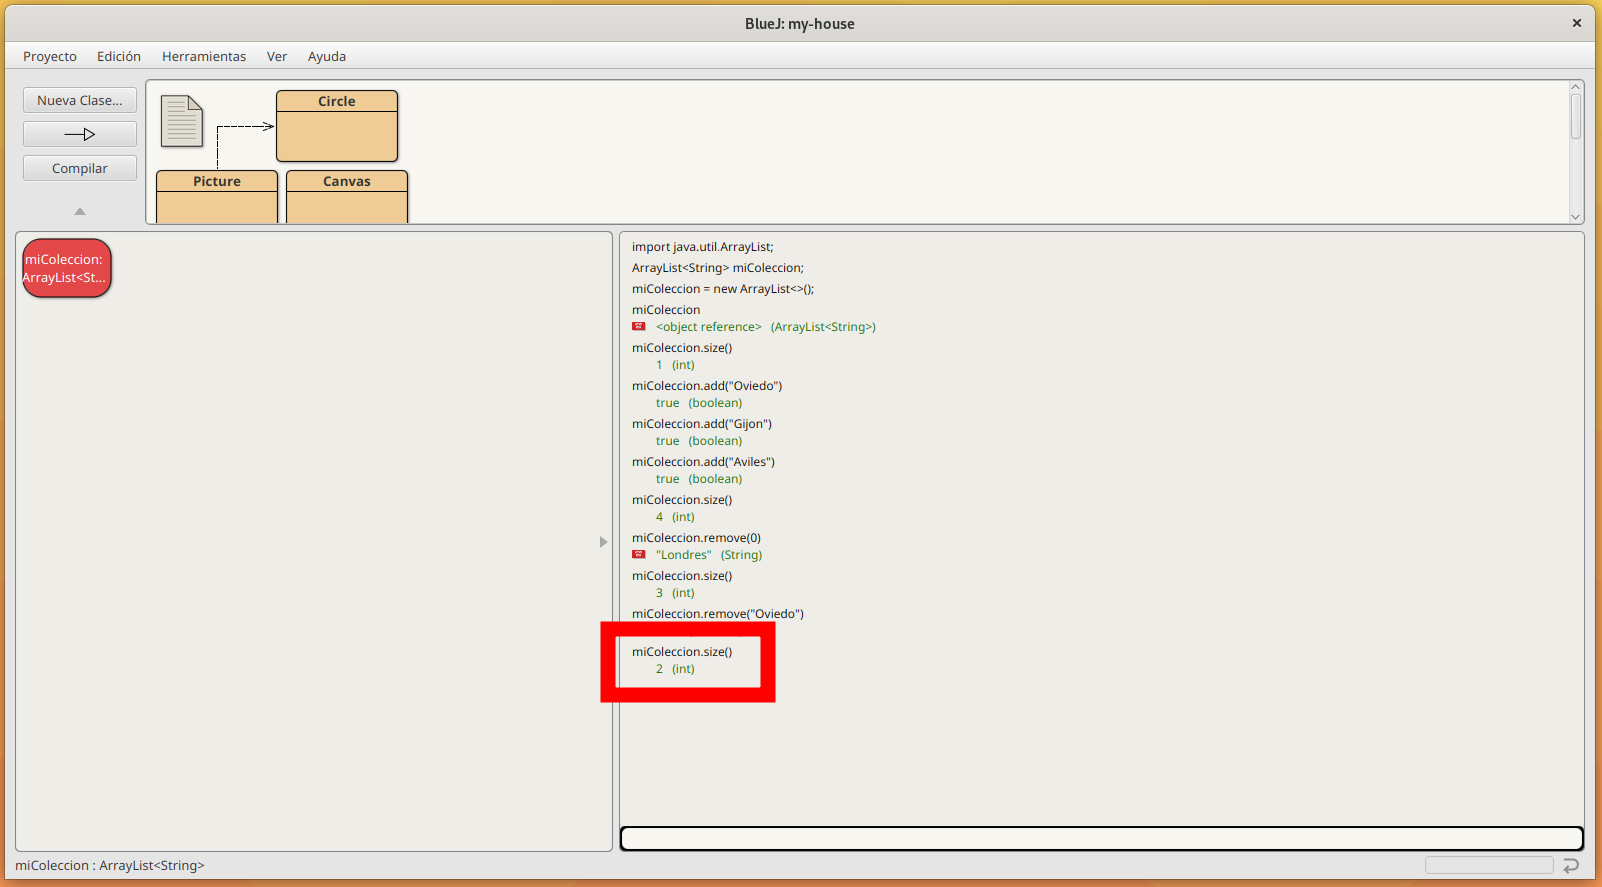 BlueJ: my-house
Proyecto Edición Herramientas Ver Ayuda
Nueva Clase...
Compilar
Circle
Picture
Canvas
miColeccion:
ArrayList<St...
import java.util.ArrayList;
ArrayList<String> miColeccion;
miColeccion = new ArrayList<>();
miColeccion
<object reference> (ArrayList<String>)
miColeccion.size()
1 (int)
miColeccion.add("Oviedo")
true (boolean)
miColeccion.add("Gijon")
true (boolean)
miColeccion.add("Aviles")
true (boolean)
miColeccion.size()
4 (int)
miColeccion.remove(0)
"Londres" (String)
miColeccion.size()
3 (int)
miColeccion.remove("Oviedo")
miColeccion.size()
2 (int)
miColeccion : ArrayList<String>